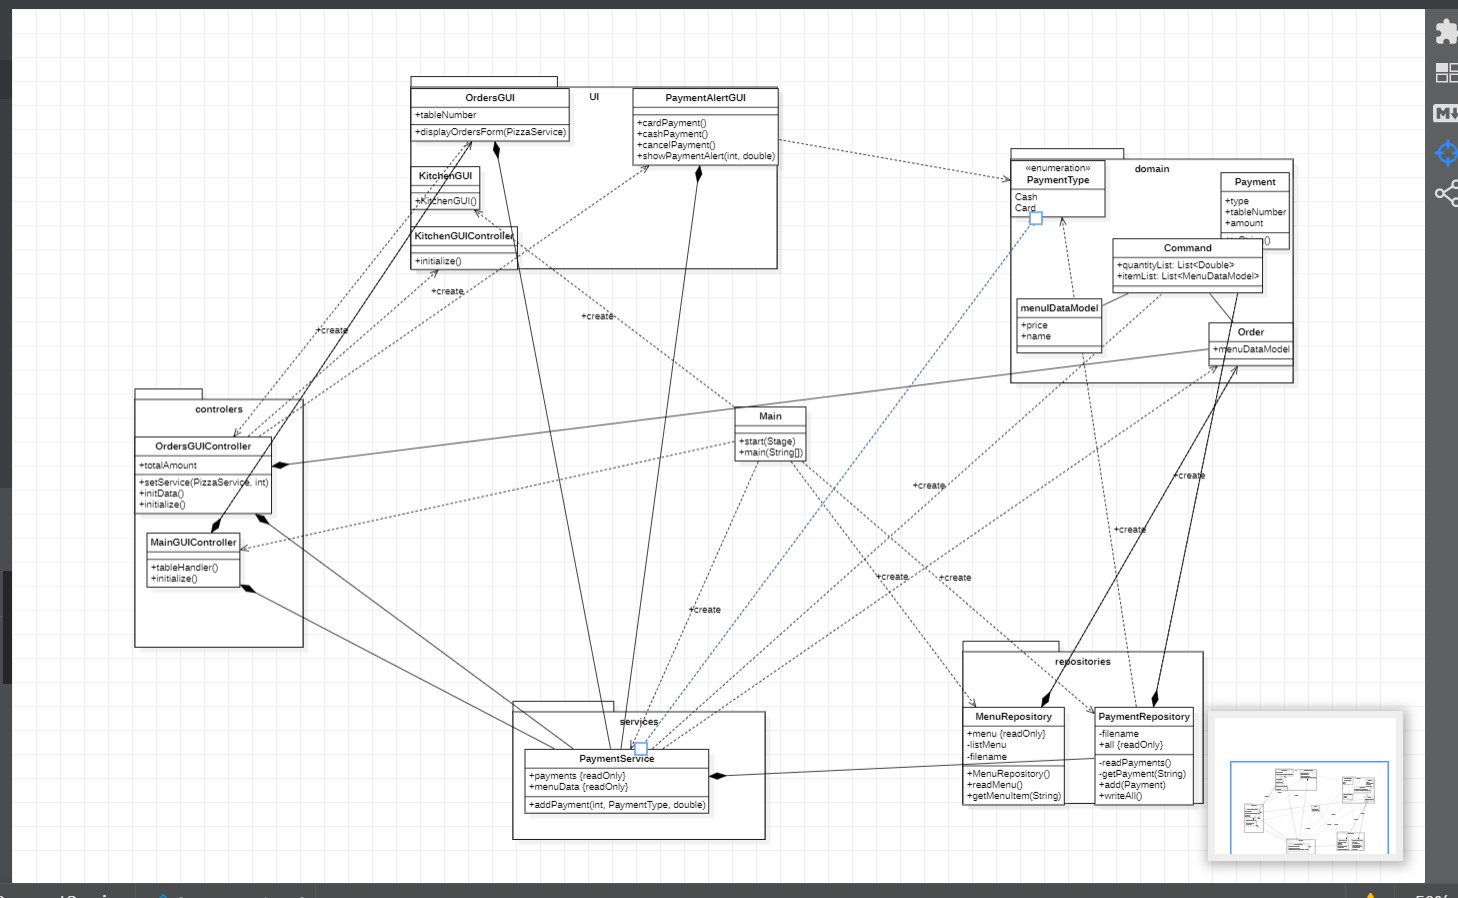 UI
OrdersGUI
+tableNumber
+displayOrdersForm(PizzaService)
PaymentAlertGUI
+cardPayment()
+cashPayment()
+cancelPayment()
+showPaymentAlert(int, double)
KitchenGUI
+KitchenGUI()
KitchenGUIController
+initialize()
domain
«enumeration»
PaymentType
Cash
Card
Payment
+type
+tableNumber
+amount
Command
+quantityList: List<Double>
+itemList: List<MenuDataModel>
+price
+name
Order
+menuDataModel
+create
+create
+create
controlers
OrdersGUIController
+totalAmount
+setService(PizzaService, int)
+initData()
+initialize()
MainGUIController
+tableHandler()
+initialize()
Main
+start(Stage)
+main(String[])
+create
+create
+create
+create
+create
+create
services
PaymentService
+payments {readOnly}
+menuData {readOnly}
+addPayment(int, PaymentType, double)
repositories
MenuRepository
+menu {readOnly}
-listMenu
-filename
+MenuRepository()
+readMenu()
+getMenuItem(String)
PaymentRepository
-filename
+all {readOnly}
-readPayments()
-getPayment(String)
+add(Payment)
+writeAll()